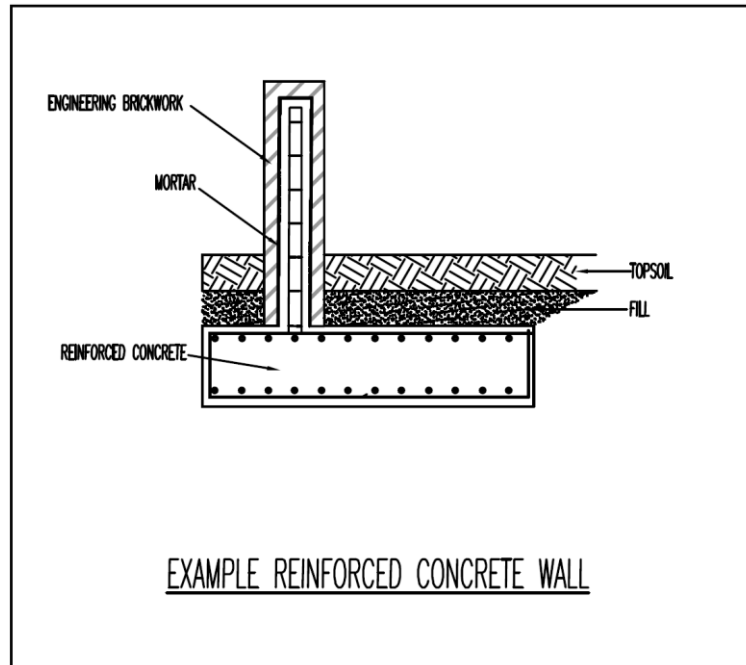 ENGINEERING BRICKWORK
MORTAR
TOPSOIL
FILL
REINFORCED CONCRETE
EXAMPLE REINFORCED CONCRETE WALL